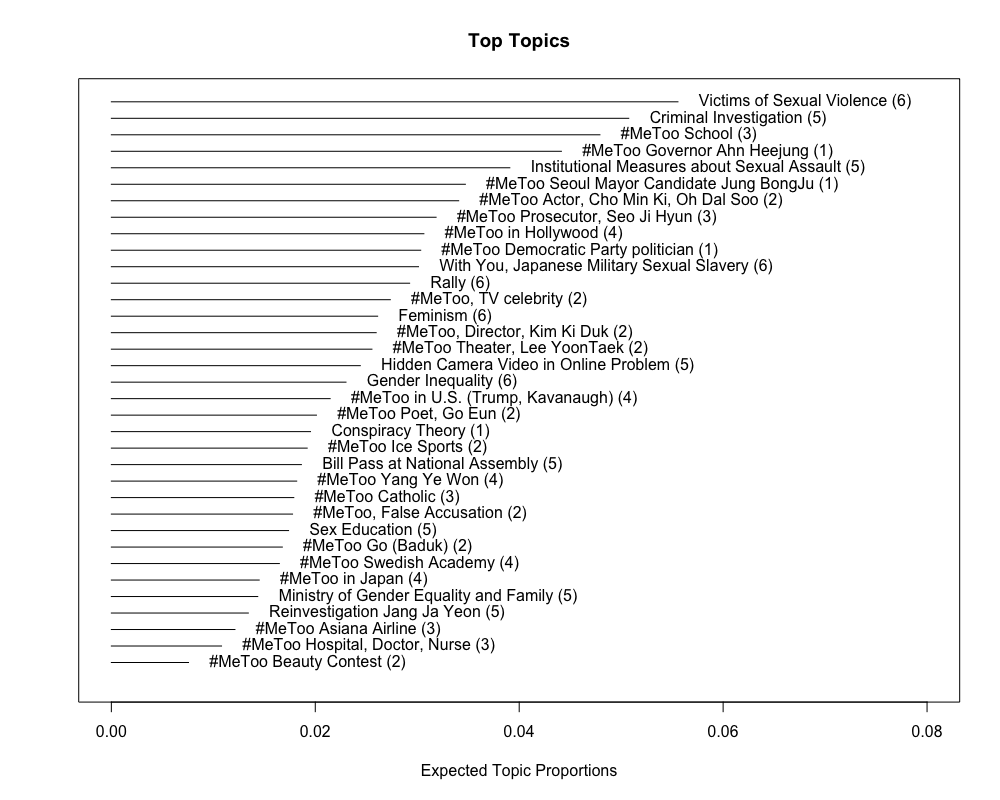 Top Topics
Victims of Sexual Violence (6)
Criminal Investigation (5)
#MeToo School (3)
#MeToo Governor Ahn Heejung (1)
Institutional Measures about Sexual Assault (5)
#MeToo Seoul Mayor Candidate Jung BongJu (1)
#MeToo Actor, Cho Min Ki, Oh Dal Soo (2)
#MeToo Prosecutor, Seo Ji Hyun (3)
#MeToo in Hollywood (4)
#MeToo Democratic Party politician (1)
With You, Japanese Military Sexual Slavery (6)
Rally (6)
#MeToo, TV celebrity (2)
Feminism (6)
#MeToo, Director, Kim Ki Duk (2)
#MeToo Theater, Lee YoonTaek (2)
Hidden Camera Video in Online Problem (5)
Gender Inequality (6)
#MeToo in U.S. (Trump, Kavanaugh) (4)
#MeToo Poet, Go Eun (2)
Conspiracy Theory (1)
#MeToo Ice Sports (2)
Bill Pass at National Assembly (5)
#MeToo Yang Ye Won (4)
#MeToo Catholic (3)
#MeToo, False Accusation (2)
Sex Education (5)
#MeToo Go (Baduk) (2)
#MeToo Swedish Academy (4)
#MeToo in Japan (4)
Ministry of Gender Equality and Family (5)
Reinvestigation Jang Ja Yeon (5)
#MeToo Asiana Airline (3)
#MeToo Hospital, Doctor, Nurse (3)
#MeToo Beauty Contest (2)
0.00 0.02 0.04 0.06 0.08
Expected Topic Proportions